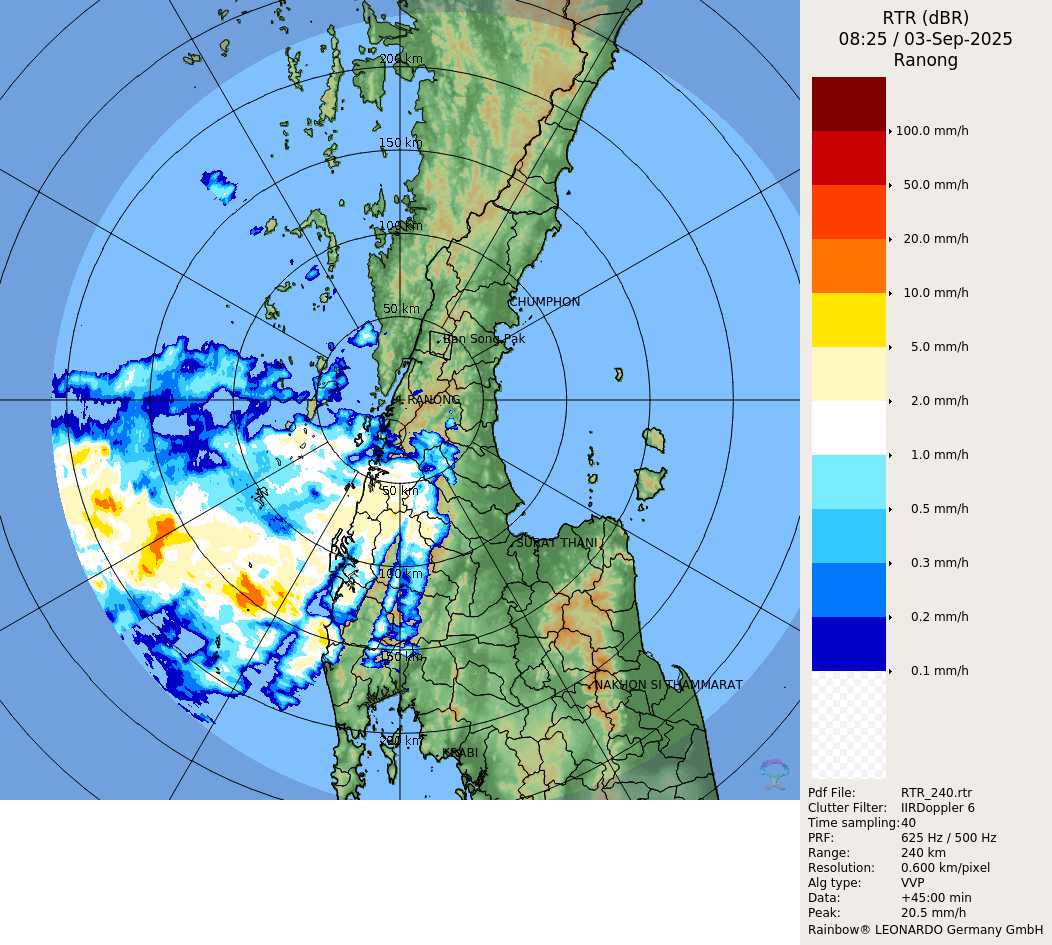 RTR (dBR)
08:25 / 03-Sep-2025
Ranong
100.0 mm/h
50.0 mm/h
20.0 mm/h
10.0 mm/h
5.0 mm/h
2.0 mm/h
1.0 mm/h
0.5 mm/h
0.3 mm/h
0.2 mm/h
0.1 mm/h
Pdf File: RTR_240.rtr
Clutter Filter: IIRDoppler 6
Time sampling: 40
PRF: 625 Hz / 500 Hz
Range: 240 km
Resolution: 0.600 km/pixel
Alg type: VVP
Data: +45:00 min
Peak: 20.5 mm/h
Rainbow® LEONARDO Germany GmbH
200 km
150 km
100 km
50 km
CHUMPHON
Ban Song Pak
RANONG
50 km
SURAT THANI
100 km
150 km
NAKHON SI THAMMARAT
200 km
KRABI